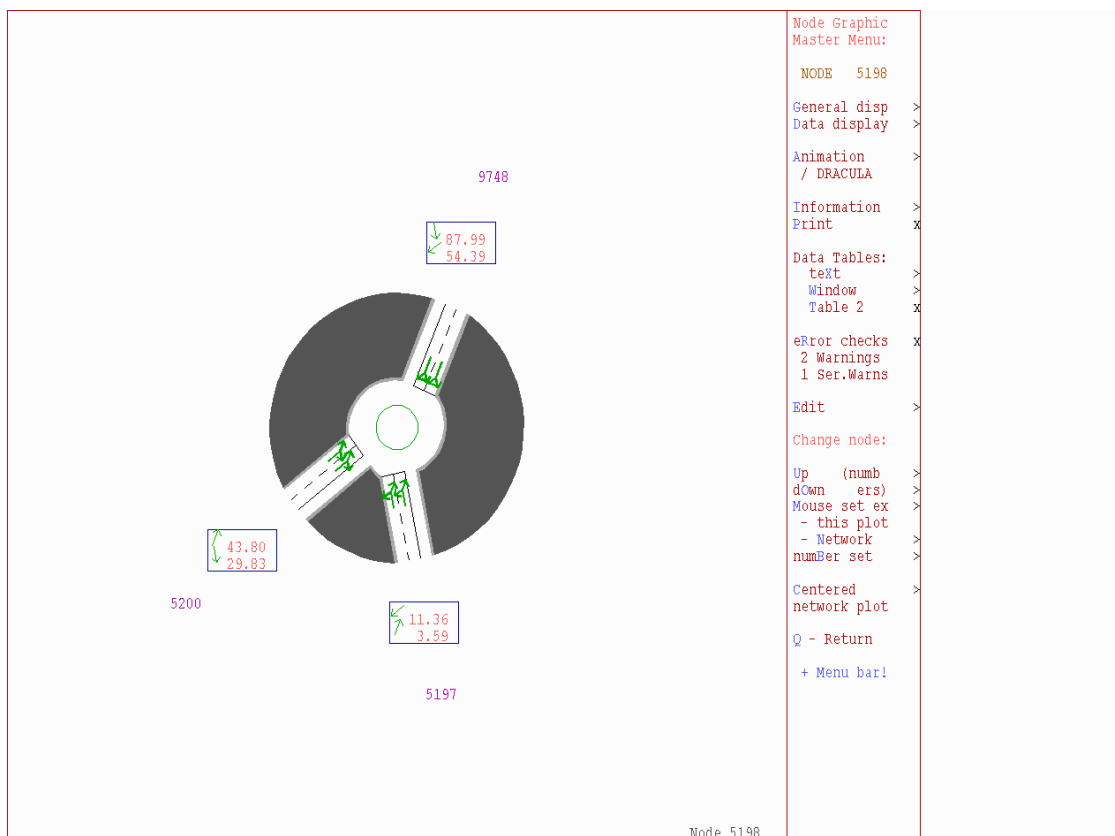 9748
87.99
54.39
43.80
29.83
5200
11.36
3.59
5197
Node 5198
Node Graphic
Master Menu:
NODE 5198
General disp >
Data display >
Animation >
/ DRACULA
Information >
Print x
Data Tables:
teXt >
Window >
Table 2 x
eRror checks x
2 Warnings
1 Ser.Warns
Edit >
Change node:
Up (numb >
dOwn ers) >
Mouse set ex >
- this plot
- Network >
numBer set >
Centered >
network plot
Q - Return
+ Menu bar!